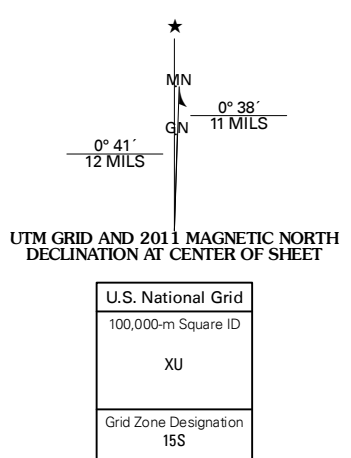 ★
MN
0° 38´
11 MILS
GN
0° 41´
12 MILS
UTM GRID AND 2011 MAGNETIC NORTH
DECLINATION AT CENTER OF SHEET
U.S. National Grid
100,000-m Square ID
XU
Grid Zone Designation
15S